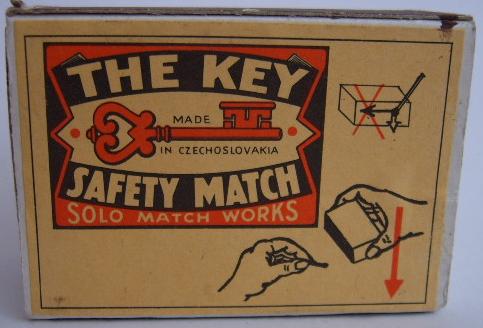 THE KEY
MADE
IN CZECHOSLOVAKIA
SAFETY MATCH
SOLO MATCH WORKS